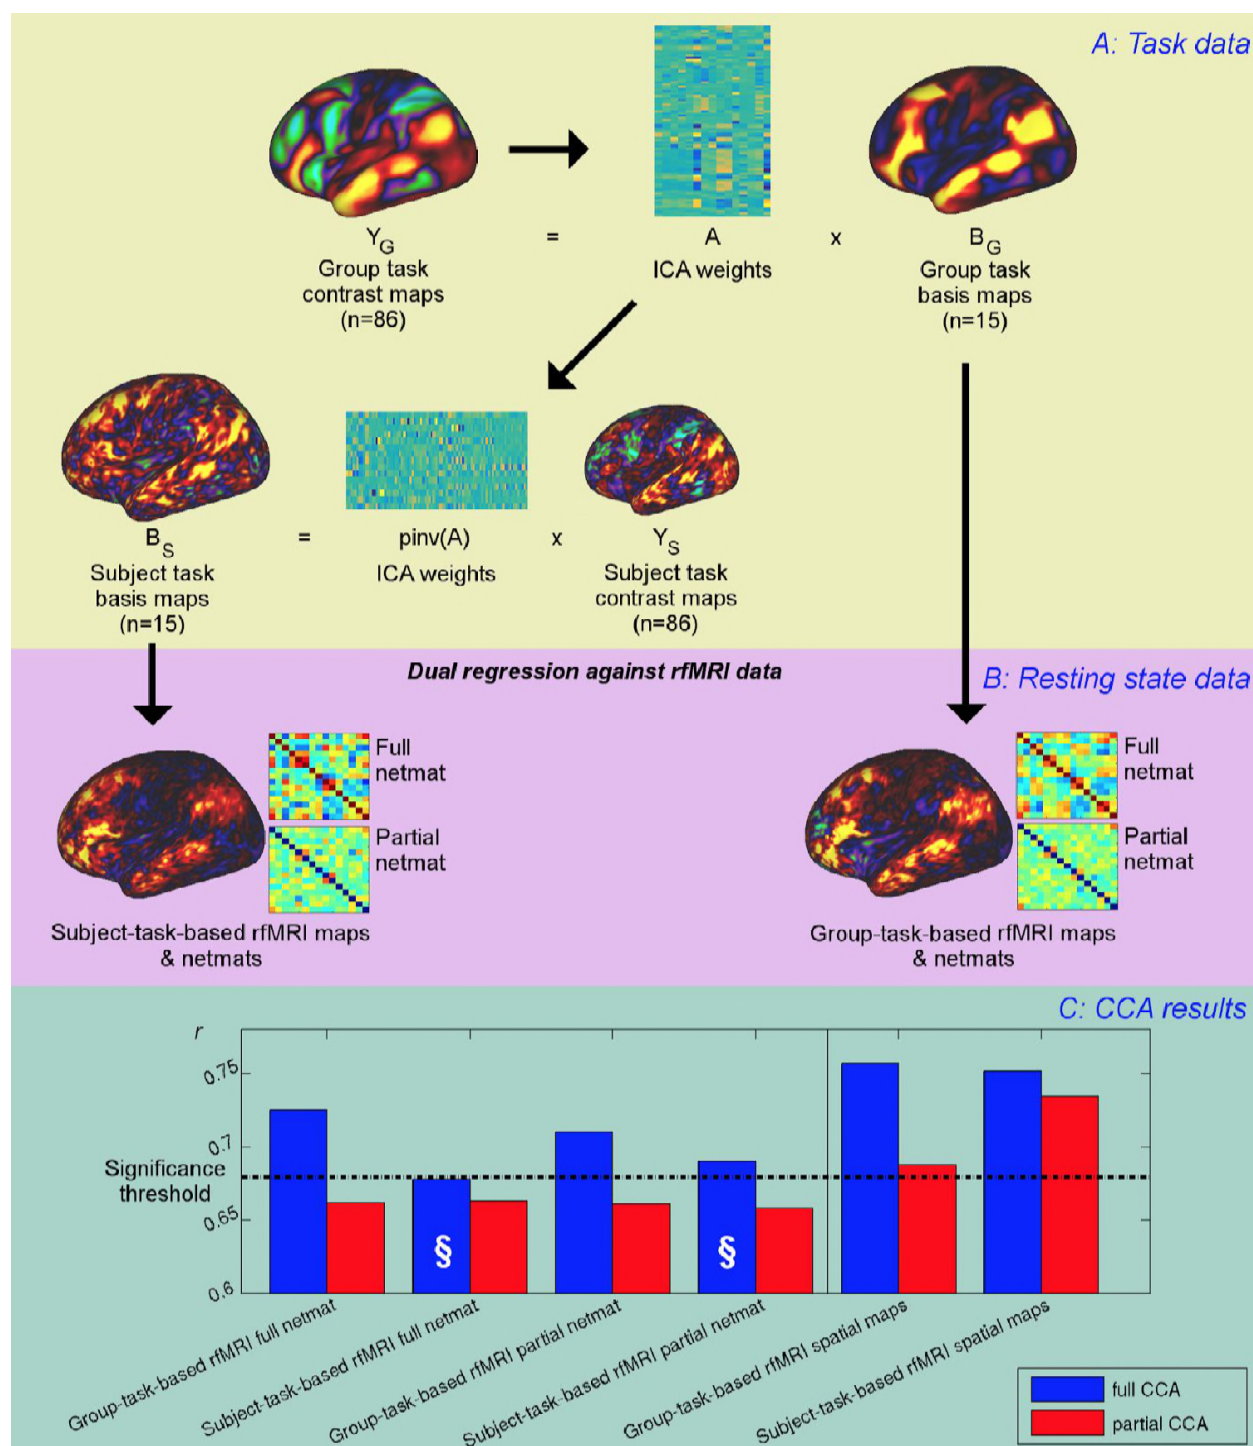 A: Task data
Y_G
=
A
x
B_G
Group task
contrast maps
(n=86)
ICA weights
Group task
basis maps
(n=15)
B_S
=
pinv(A)
x
Y_S
Subject task
basis maps
(n=15)
ICA weights
Subject task
contrast maps
(n=86)
Dual regression against rfMRI data
B: Resting state data
Full
netmat
Partial
netmat
Subject-task-based rfMRI maps
& netmats
Full
netmat
Partial
netmat
Group-task-based rfMRI maps
& netmats
C: CCA results
r
0.75
0.7
Significance
threshold
0.65
0.6
§
§
Group-task-based rfMRI full netmat
Subject-task-based rfMRI full netmat
Group-task-based rfMRI partial netmat
Subject-task-based rfMRI partial netmat
Group-task-based rfMRI spatial maps
Subject-task-based rfMRI spatial maps
full CCA
partial CCA